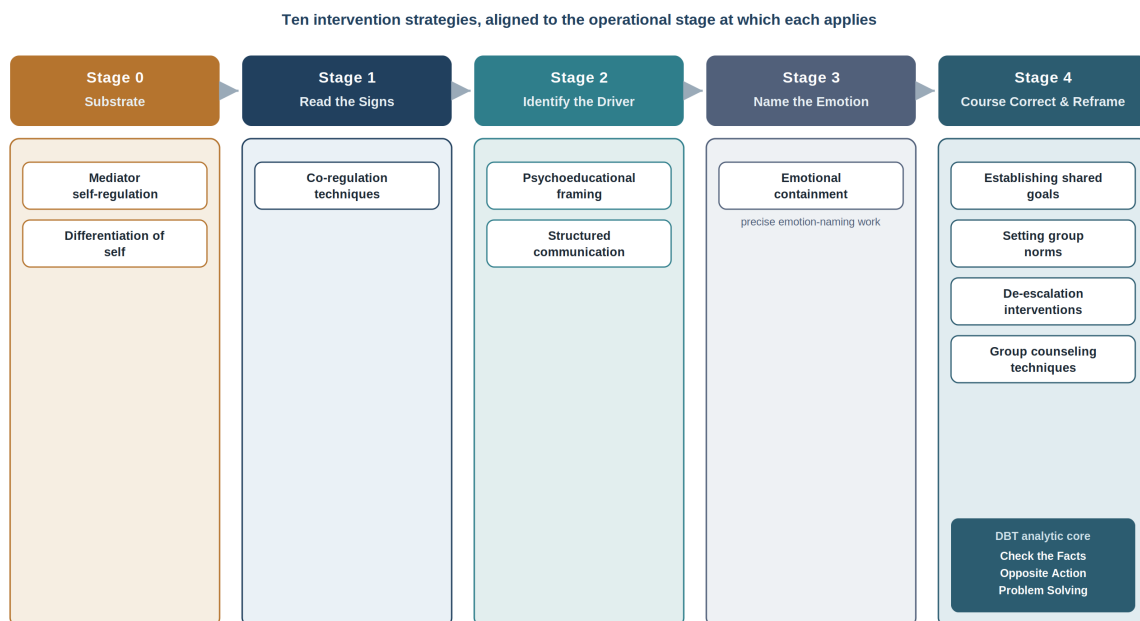 Ten intervention strategies, aligned to the operational stage at which each applies
Stage 0
Substrate
Mediator
self-regulation
Differentiation of
self
Stage 1
Read the Signs
Co-regulation
techniques
Stage 2
Identify the Driver
Psychoeducational
framing
Structured
communication
Stage 3
Name the Emotion
Emotional
containment
precise emotion-naming work
Stage 4
Course Correct & Reframe
Establishing shared
goals
Setting group
norms
De-escalation
interventions
Group counseling
techniques
DBT analytic core
Check the Facts
Opposite Action
Problem Solving